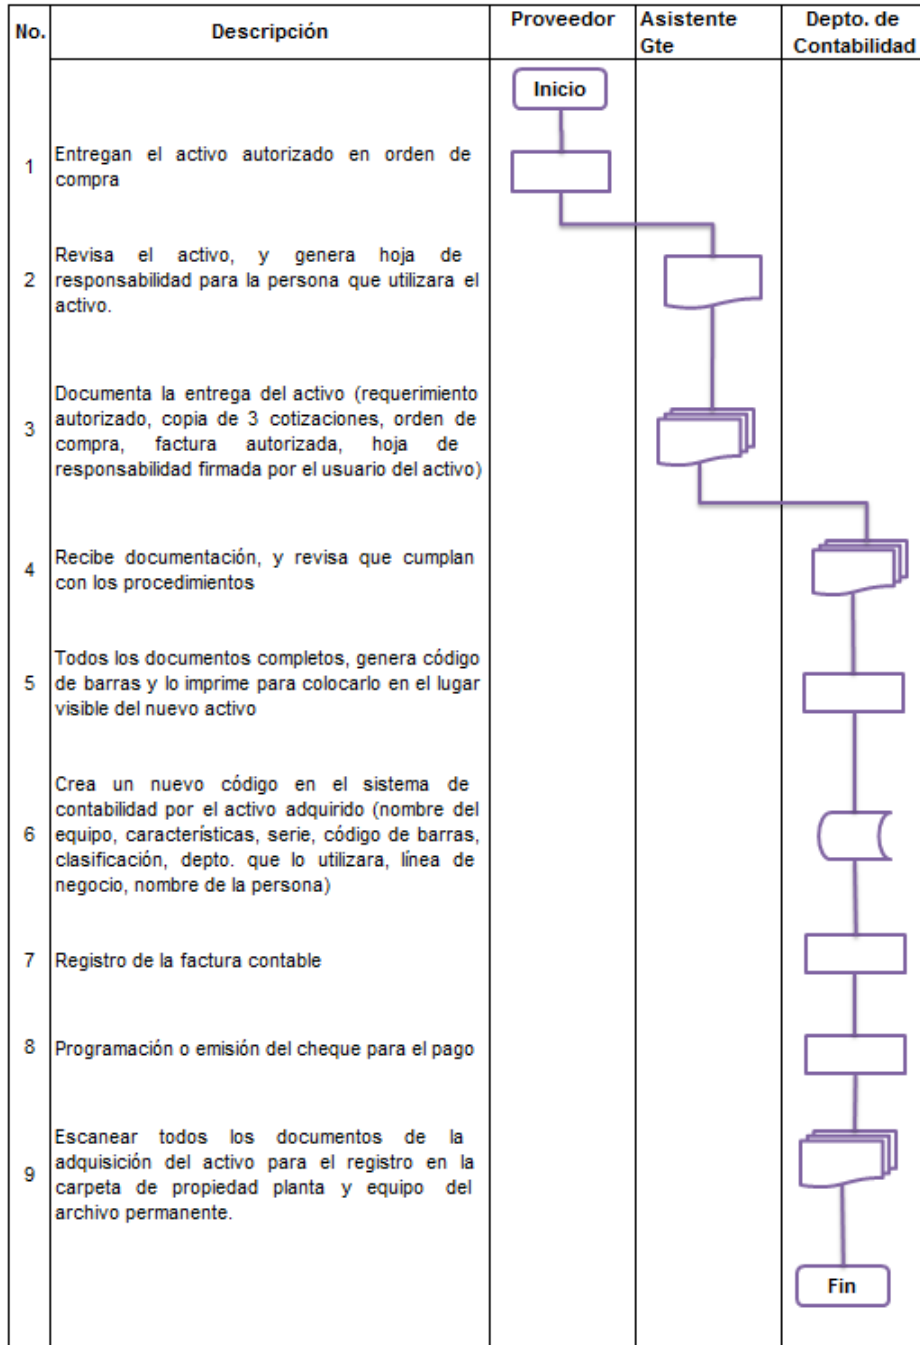 No. Descripción Proveedor Asistente Gte Depto. de Contabilidad
Inicio
1 Entregan el activo autorizado en orden de
compra
Revisa el activo, y genera hoja de
2 responsabilidad para la persona que utilizara el
activo.
Documenta la entrega del activo (requerimiento
autorizado, copia de 3 cotizaciones, orden de
3 compra, factura autorizada, hoja de
responsabilidad firmada por el usuario del activo)
4 Recibe documentación, y revisa que cumplan
con los procedimientos
Todos los documentos completos, genera código
5 de barras y lo imprime para colocarlo en el lugar
visible del nuevo activo
Crea un nuevo código en el sistema de
contabilidad por el activo adquirido (nombre del
6 equipo, características, serie, código de barras,
clasificación, depto. que lo utilizara, línea de
negocio, nombre de la persona)
7 Registro de la factura contable
8 Programación o emisión del cheque para el pago
Escanear todos los documentos de la
9 adquisición del activo para el registro en la
carpeta de propiedad planta y equipo del
archivo permanente.
Fin